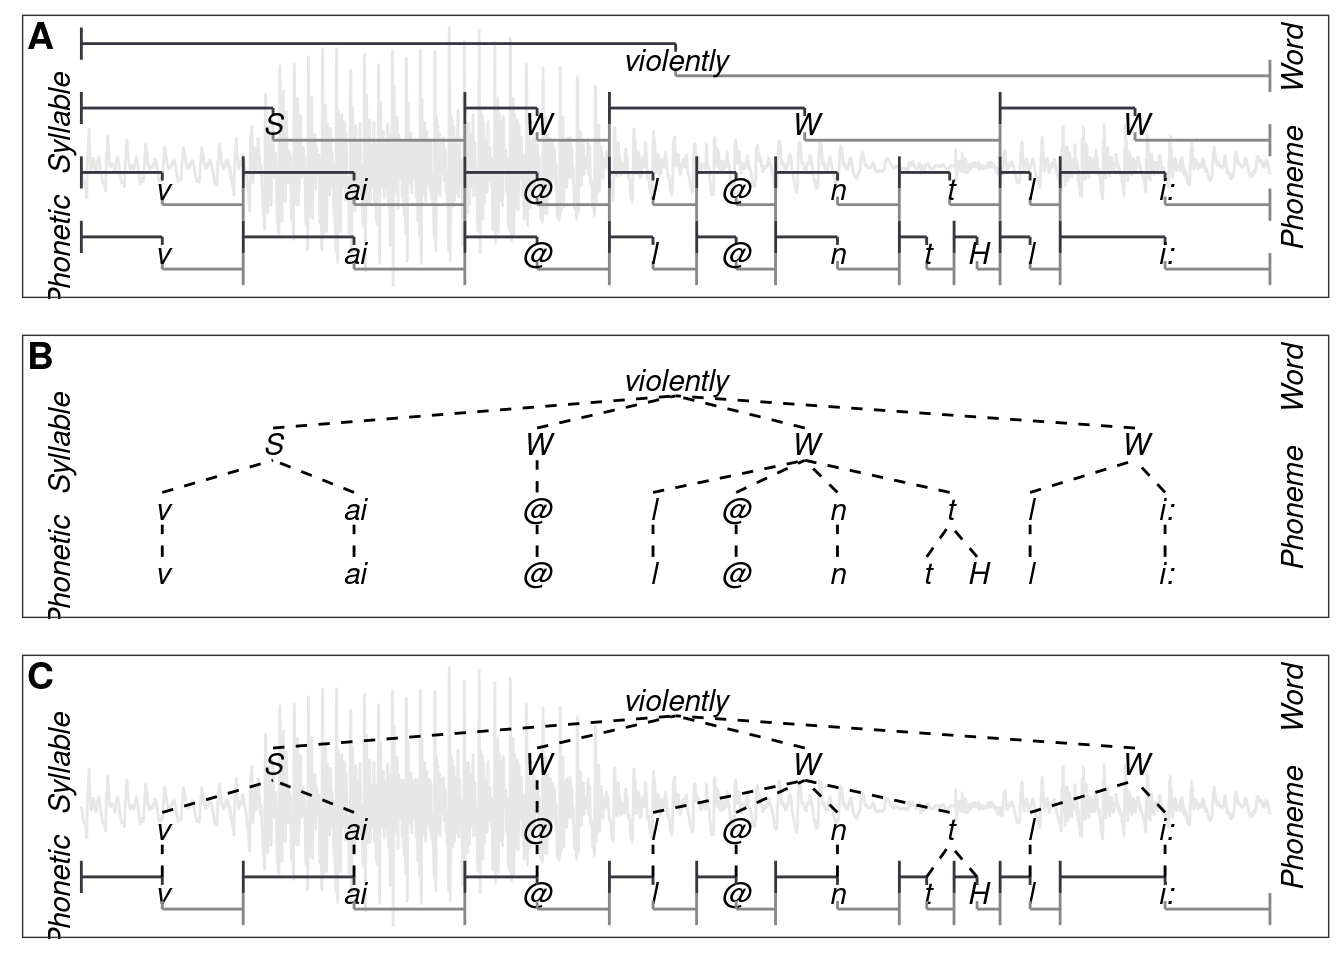 A
Word
violently
Syllable
S W W W
Phoneme
v ai @ l @ n t l i:
Phonetic
v ai @ l @ n t H l i:
B
Word
violently
Syllable
S W W W
Phoneme
v ai @ l @ n t l i:
Phonetic
v ai @ l @ n t H l i:
C
Word
violently
Syllable
S W W W
Phoneme
v ai @ l @ n t l i:
Phonetic
v ai @ l @ n t H l i: